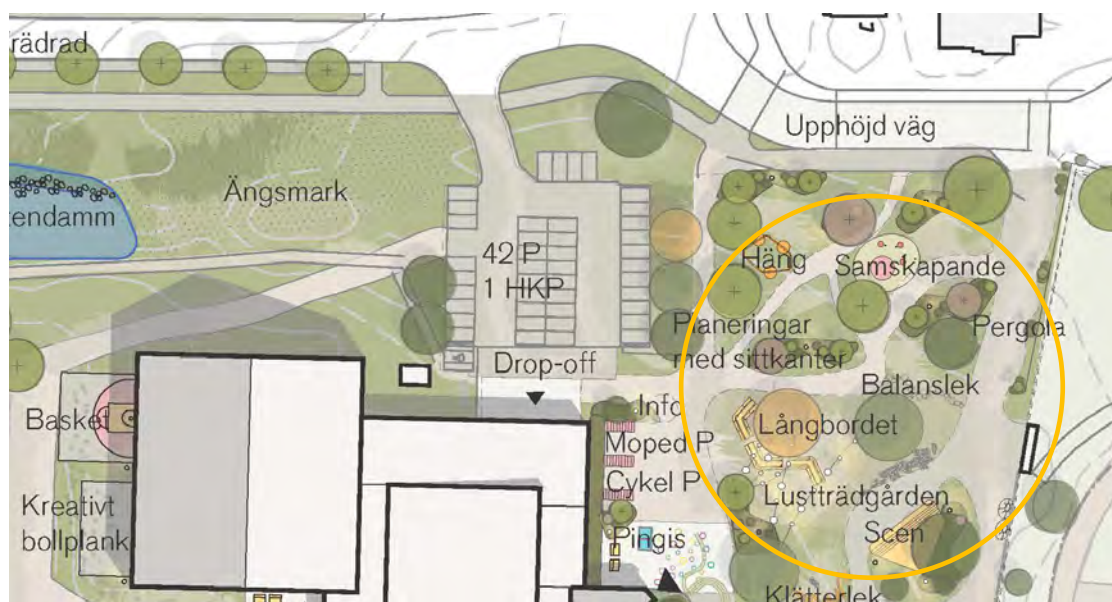 rädrad
Upphöjd väg
Ängsmark
endamm
42 P
1 HKP
Häng
Samskapande
Planeringar
med sittkanter
Pergola
Drop-off
Balanslek
Basket
Info
Långbordet
Moped P
Cykel P
Lustträdgården
Kreativt
bollplank
Pingis
Scen
Klätterlek